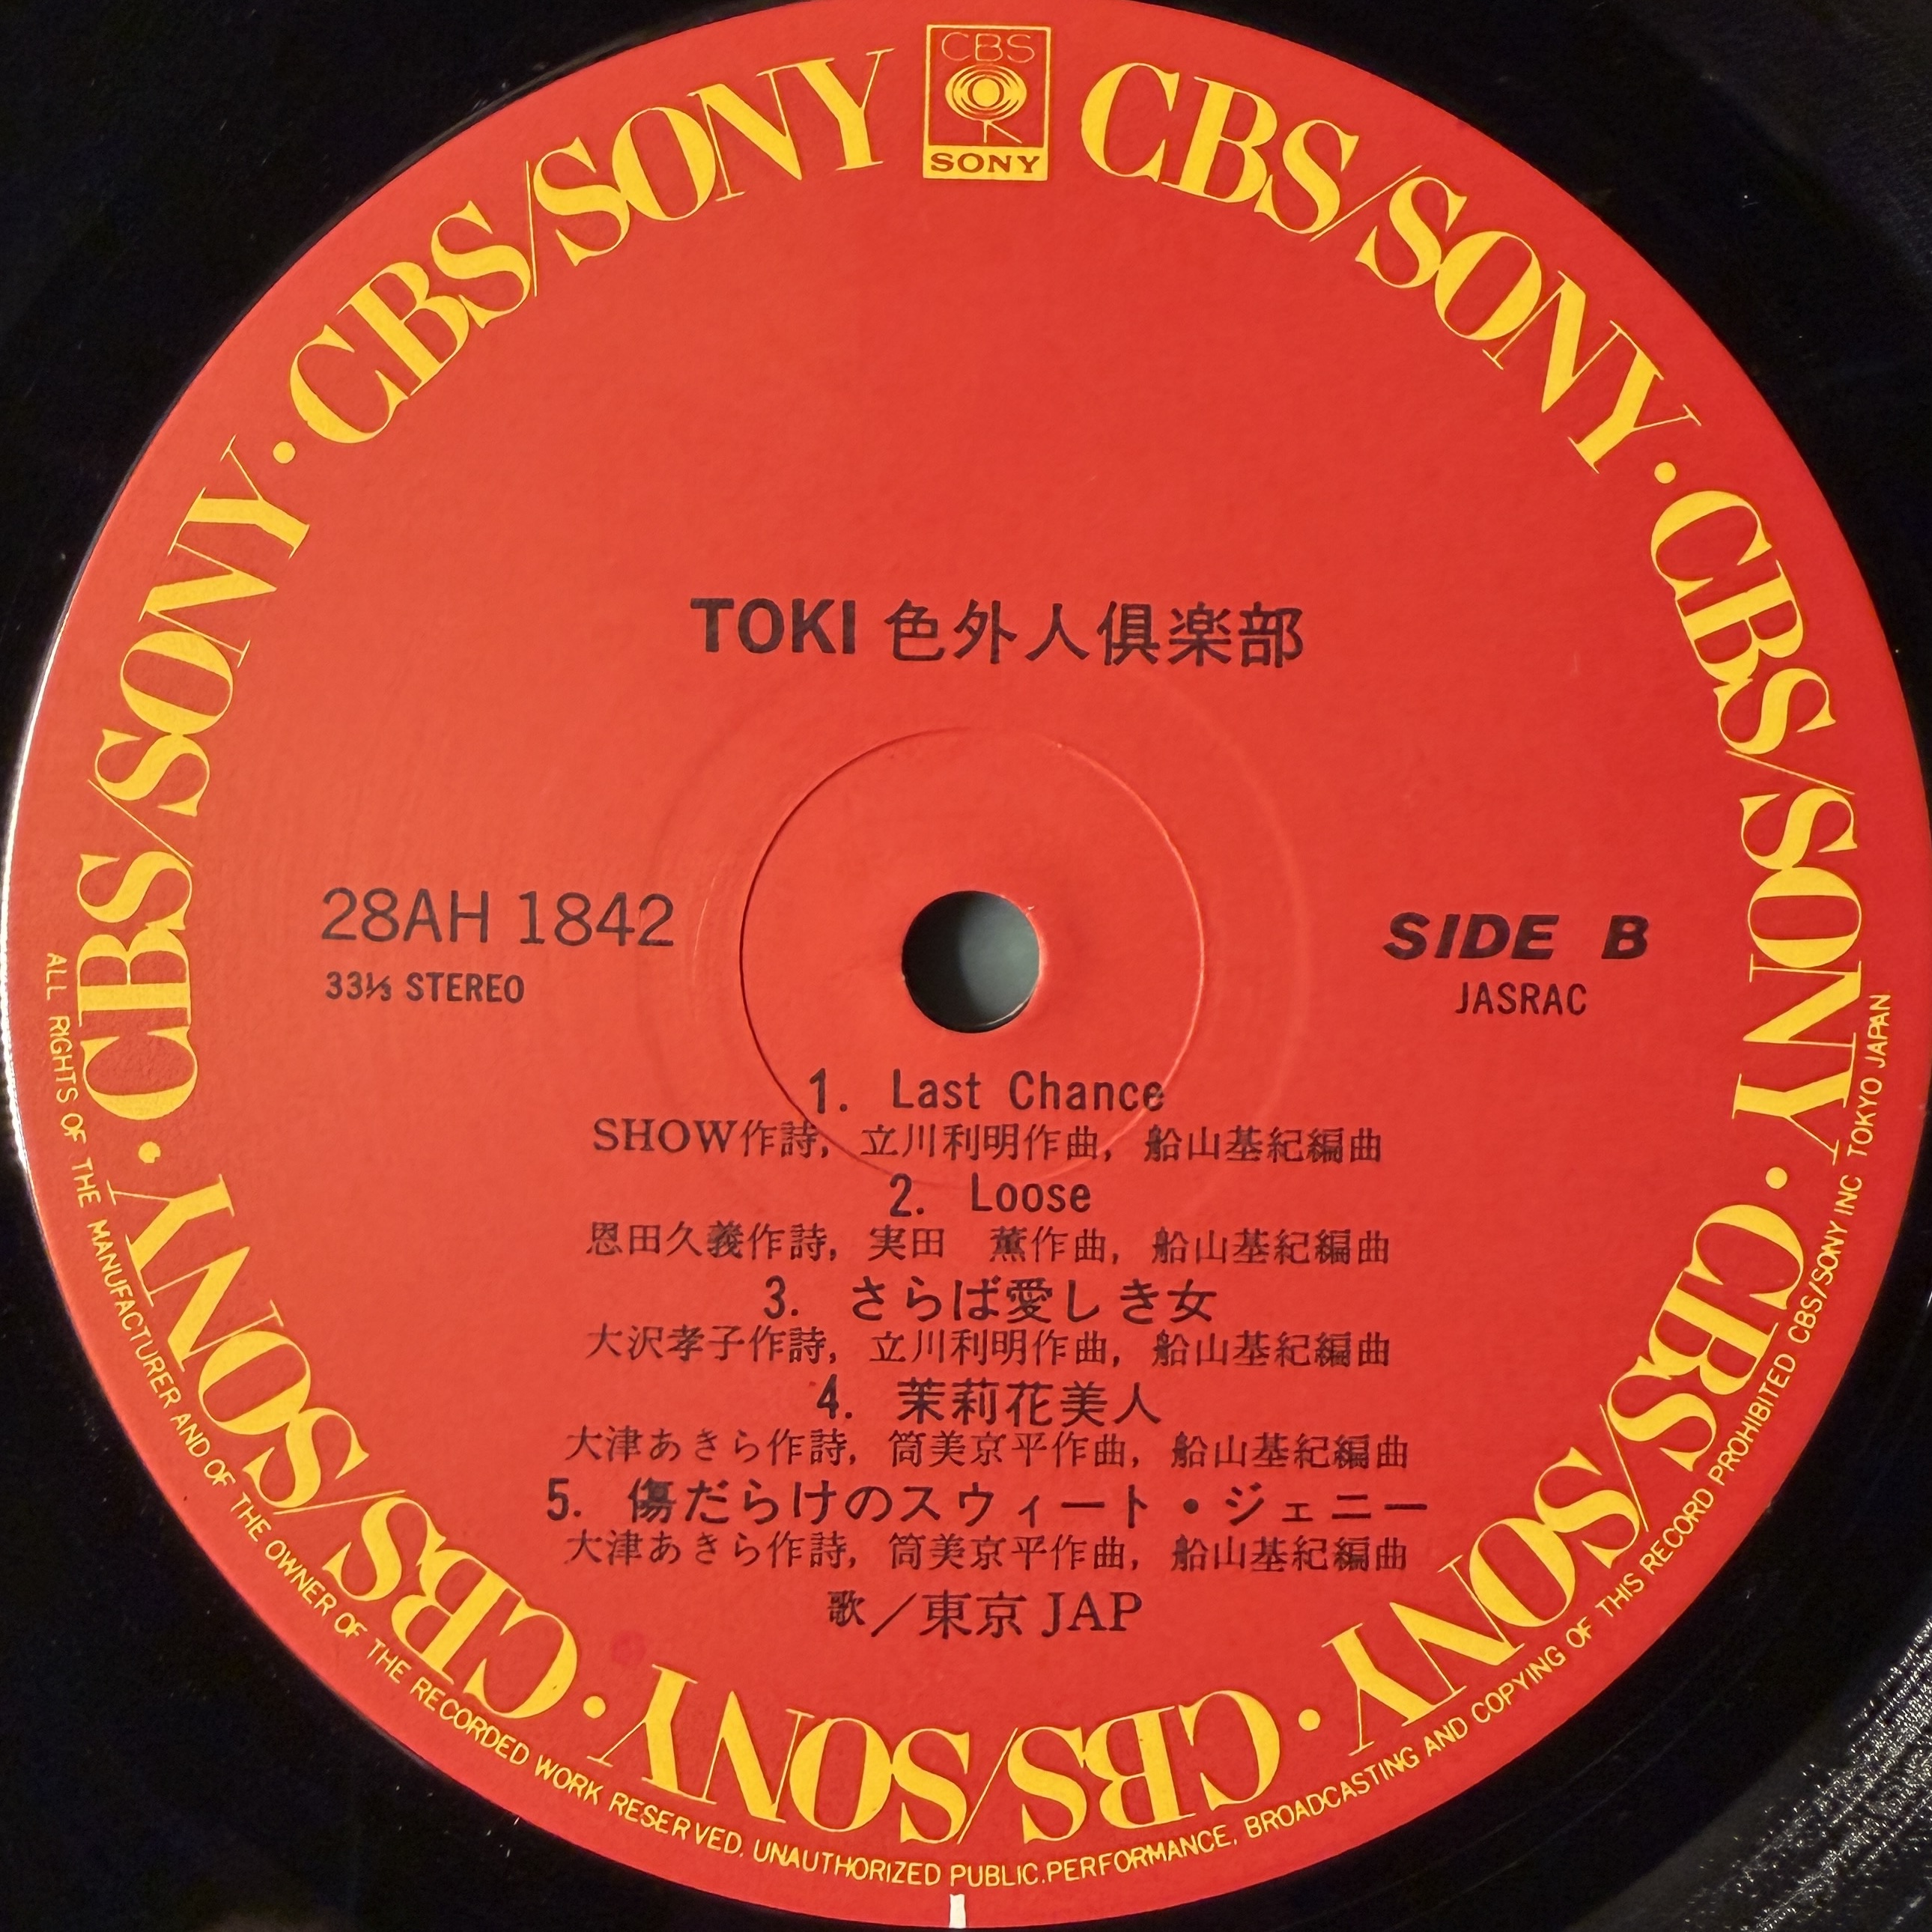 CBS
SONY
CBS/SONY · CBS/SONY · CBS/SONY · CBS/SONY · CBS/SONY · CBS/SONY · CBS/SONY
TOKI 色外人倶楽部
28AH 1842
33⅓ STEREO
SIDE B
JASRAC
1. Last Chance
SHOW作詩, 立川利明作曲, 船山基紀編曲
2. Loose
恩田久義作詩, 実田 薫作曲, 船山基紀編曲
3. さらば愛しき女
大沢孝子作詩, 立川利明作曲, 船山基紀編曲
4. 茉莉花美人
大津あきら作詩, 筒美京平作曲, 船山基紀編曲
5. 傷だらけのスウィート・ジェニー
大津あきら作詩, 筒美京平作曲, 船山基紀編曲
歌／東京JAP
ALL RIGHTS OF THE MANUFACTURER AND OF THE OWNER OF THE RECORDED WORK RESERVED. UNAUTHORIZED PUBLIC.PERFORMANCE, BROADCASTING AND COPYING OF THIS RECORD PROHIBITED CBS/SONY INC TOKYO JAPAN